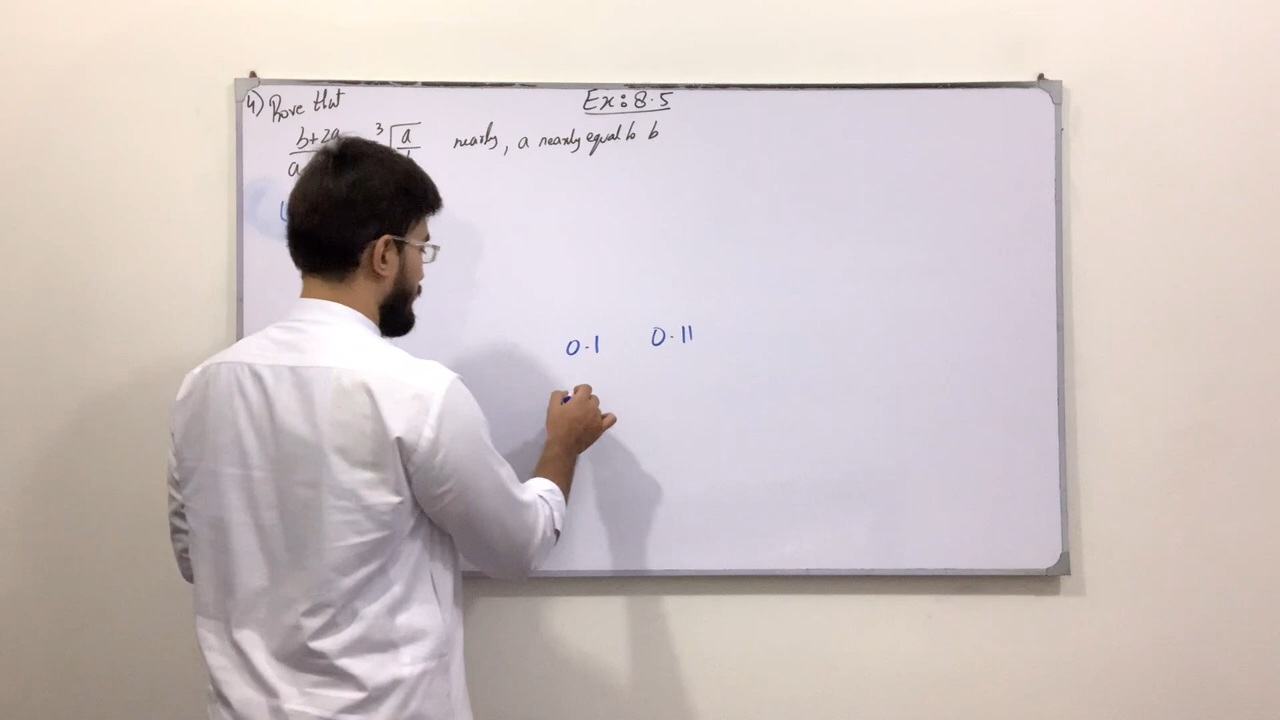 Ex: 8.5
4) Prove that
b+2a
a
3√a nearly, a nearly equal to b
0.1 0.11